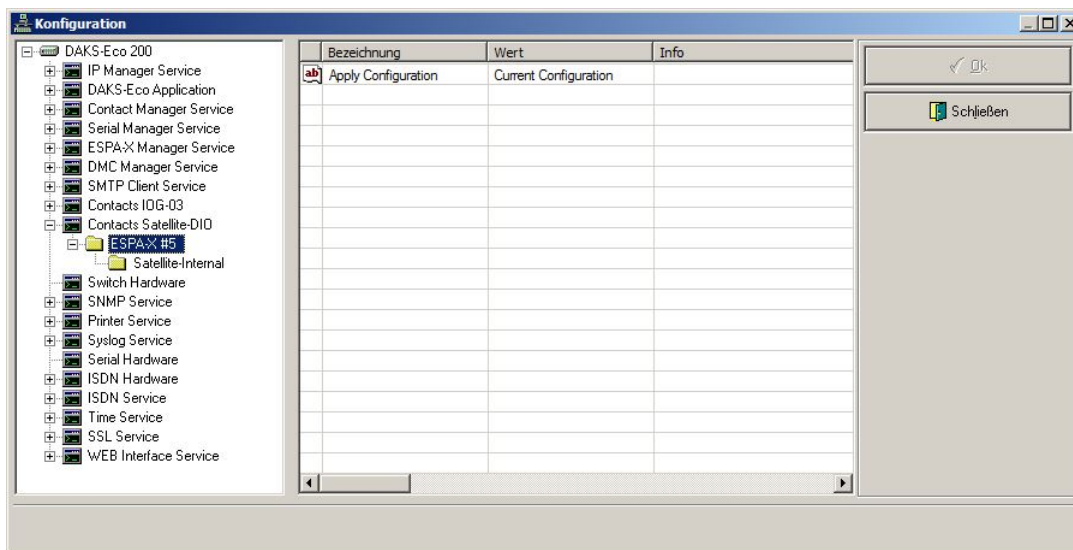 Konfiguration
DAKS-Eco 200
IP Manager Service
DAKS-Eco Application
Contact Manager Service
Serial Manager Service
ESPA-X Manager Service
DMC Manager Service
SMTP Client Service
Contacts IOG-03
Contacts Satellite-DIO
ESPA-X #5
Satellite-Internal
Switch Hardware
SNMP Service
Printer Service
Syslog Service
Serial Hardware
ISDN Hardware
ISDN Service
Time Service
SSL Service
WEB Interface Service
Bezeichnung Wert Info
ab Apply Configuration Current Configuration
Ok
Schließen